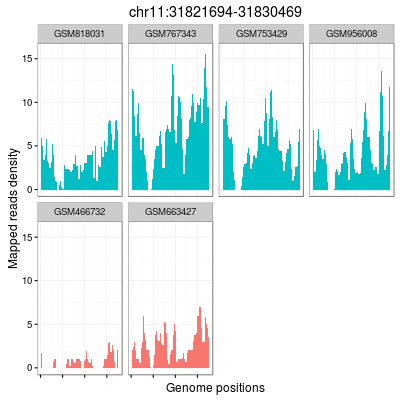 chr11:31821694-31830469
GSM818031 GSM767343 GSM753429 GSM956008
15
10
5
0
GSM466732 GSM663427
15
10
5
0
Mapped reads density
Genome positions